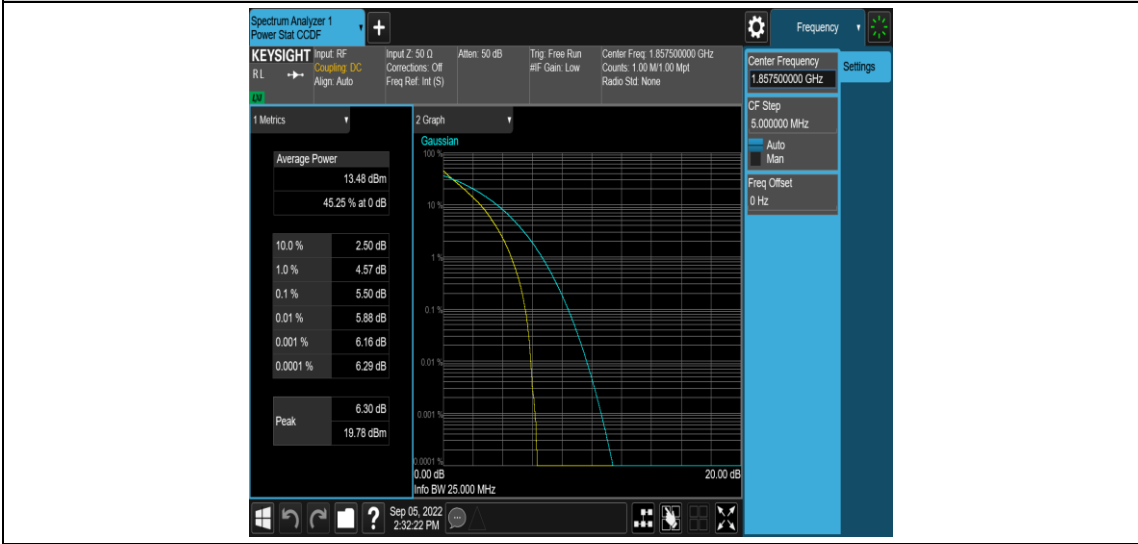 Spectrum Analyzer 1
Power Stat CCDF
+
Frequency
KEYSIGHT Input: RF Input Z: 50 Ω Atten: 50 dB Trig: Free Run Center Freq: 1.857500000 GHz
RL Coupling: DC Corrections: Off #IF Gain: Low Counts: 1.00 M/1.00 Mpt
Align: Auto Freq Ref: Int (S) Radio Std: None
LXI
Center Frequency
1.857500000 GHz
Settings
CF Step
5.000000 MHz
Auto
Man
Freq Offset
0 Hz
1 Metrics
Average Power
13.48 dBm
45.25 % at 0 dB
10.0 % 2.50 dB
1.0 % 4.57 dB
0.1 % 5.50 dB
0.01 % 5.88 dB
0.001 % 6.16 dB
0.0001 % 6.29 dB
Peak
6.30 dB
19.78 dBm
2 Graph
Gaussian
100 %
10 %
1 %
0.1 %
0.01 %
0.001 %
0.0001 %
0.00 dB 20.00 dB
Info BW 25.000 MHz
?
Sep 05, 2022
2:32:22 PM